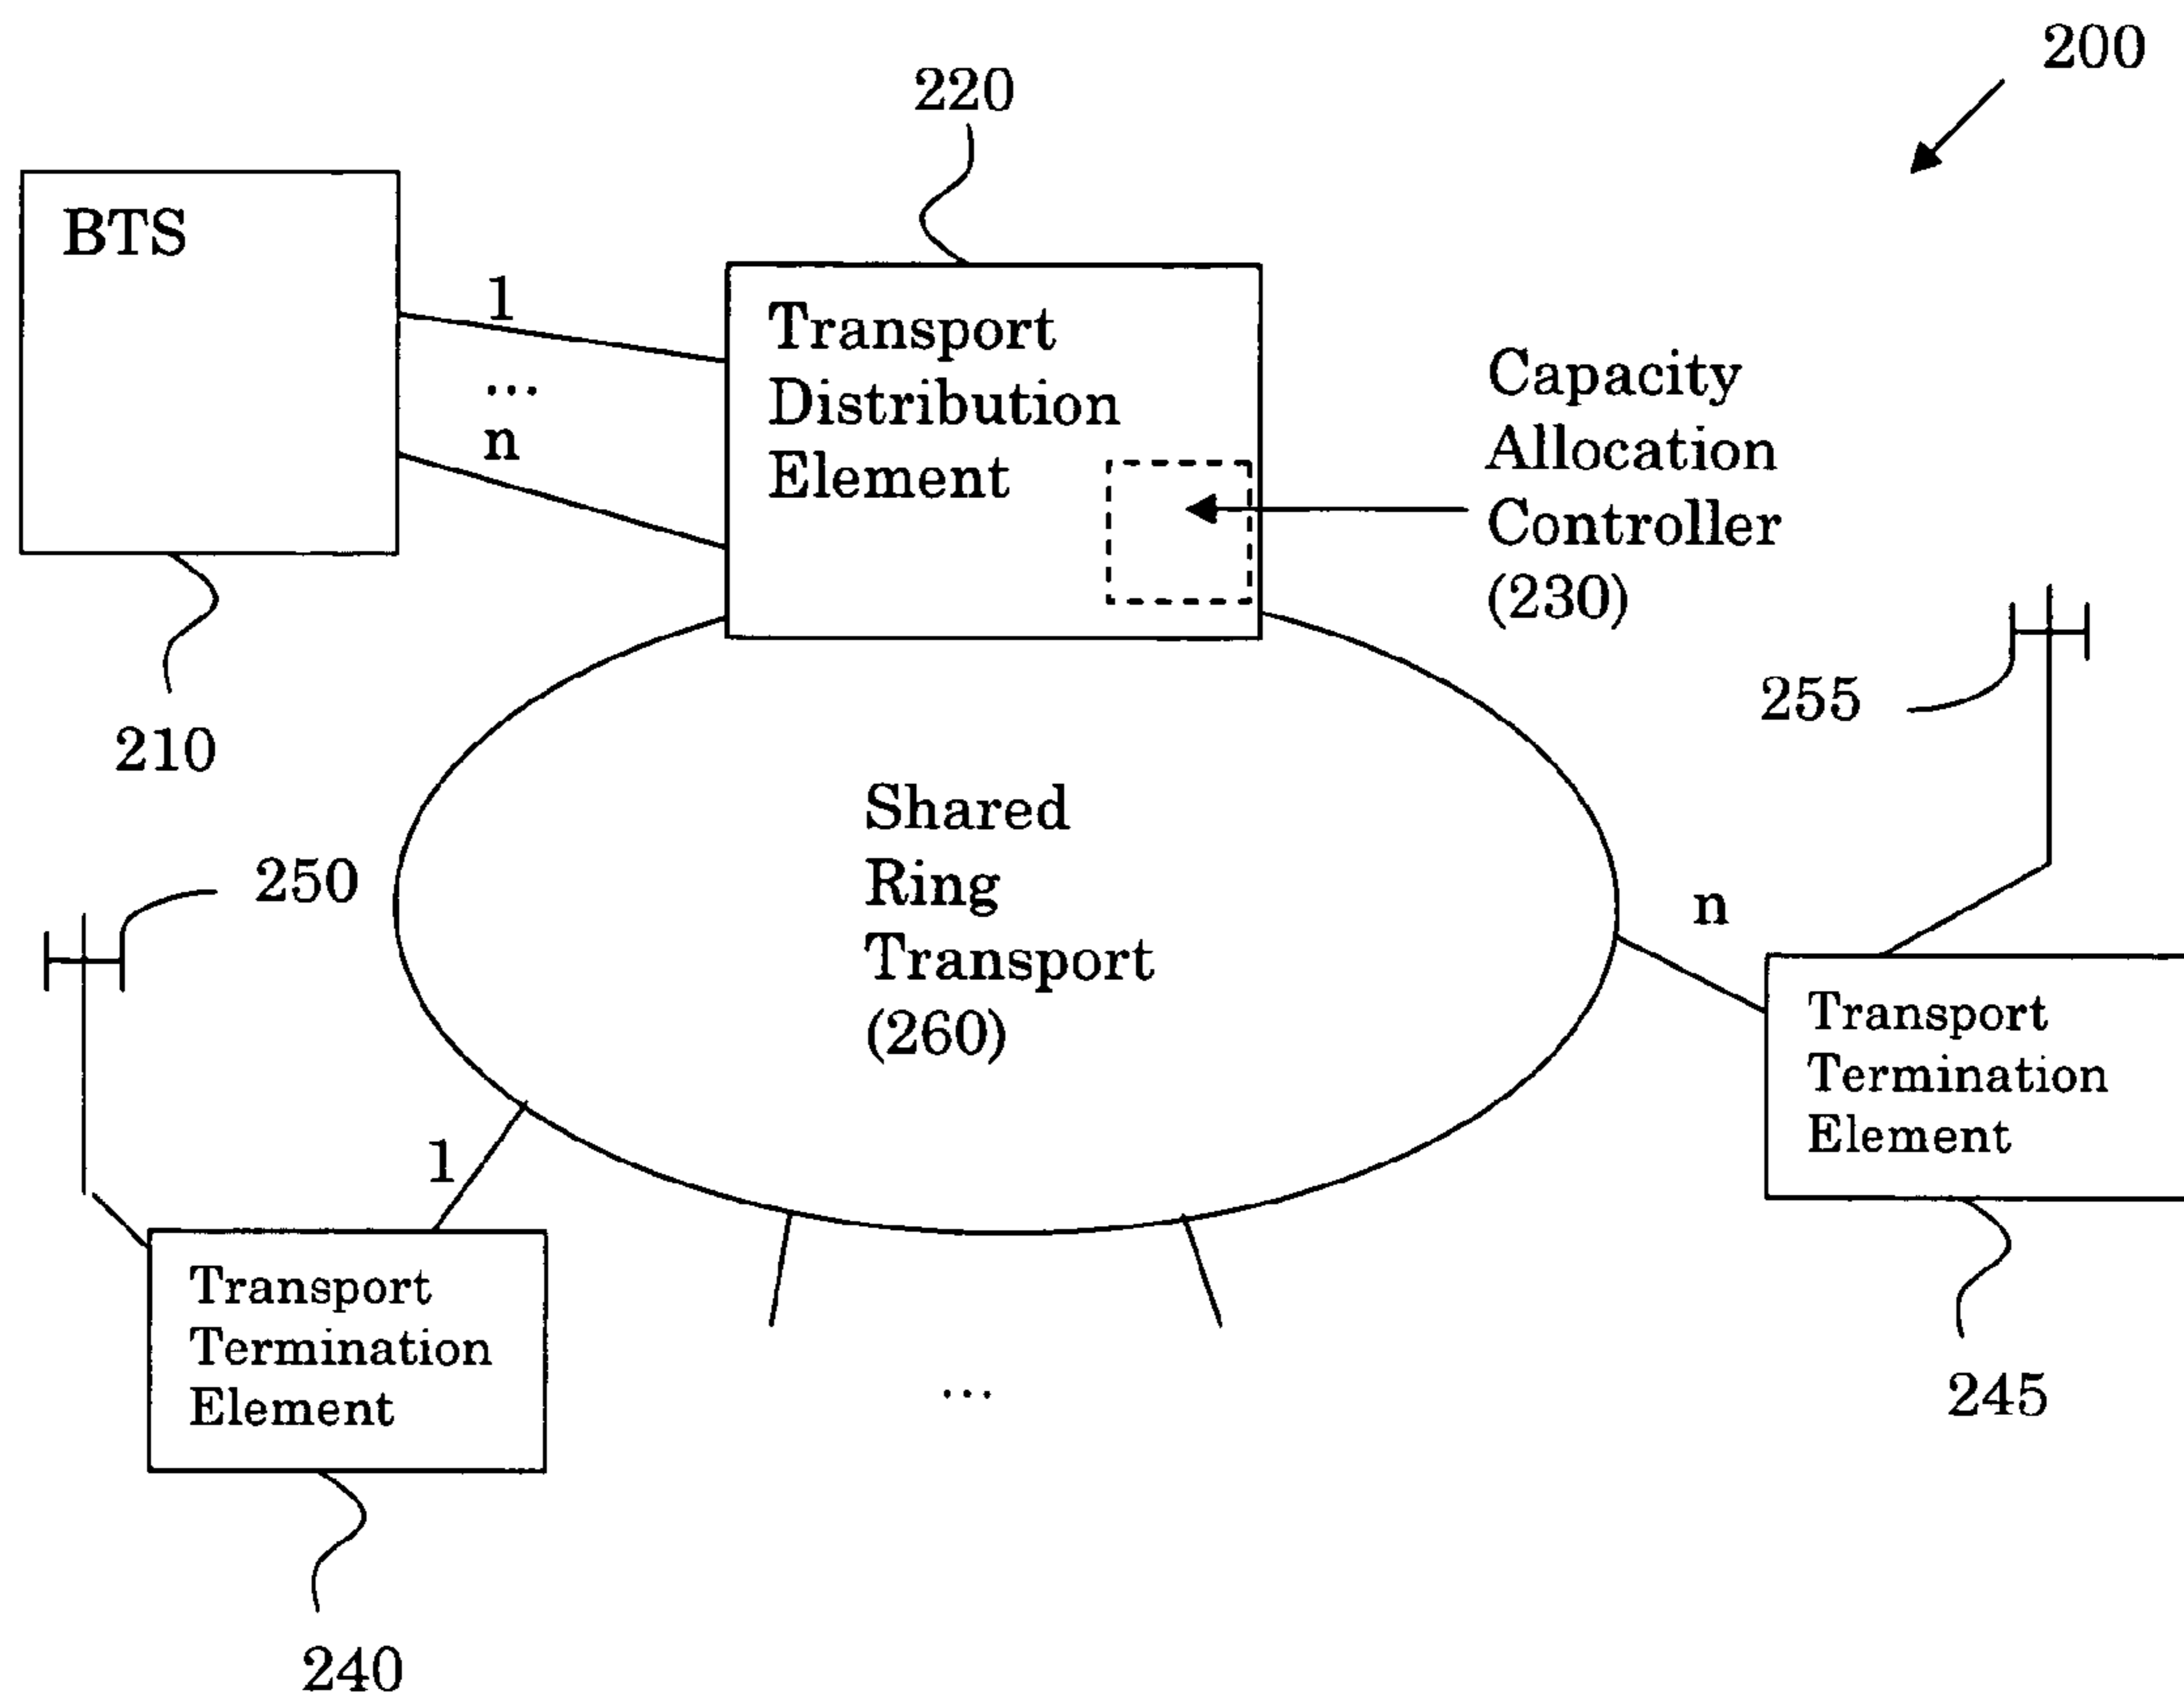 200
220
BTS
1
...
n
Transport
Distribution
Element
Capacity
Allocation
Controller
(230)
210
255
Shared
Ring
Transport
(260)
250
n
Transport
Termination
Element
1
Transport
Termination
Element
...
245
240